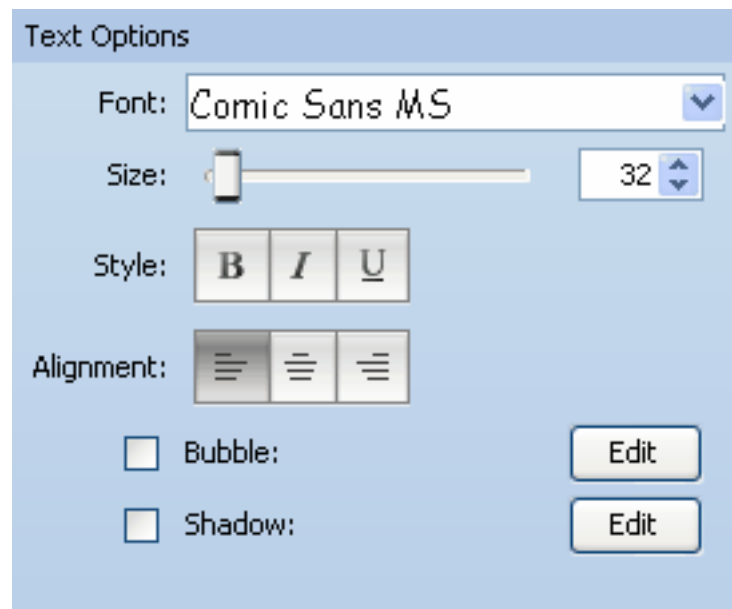 Text Options
Font: Comic Sans MS
Size: 32
Style: B I U
Alignment:
Bubble: Edit
Shadow: Edit